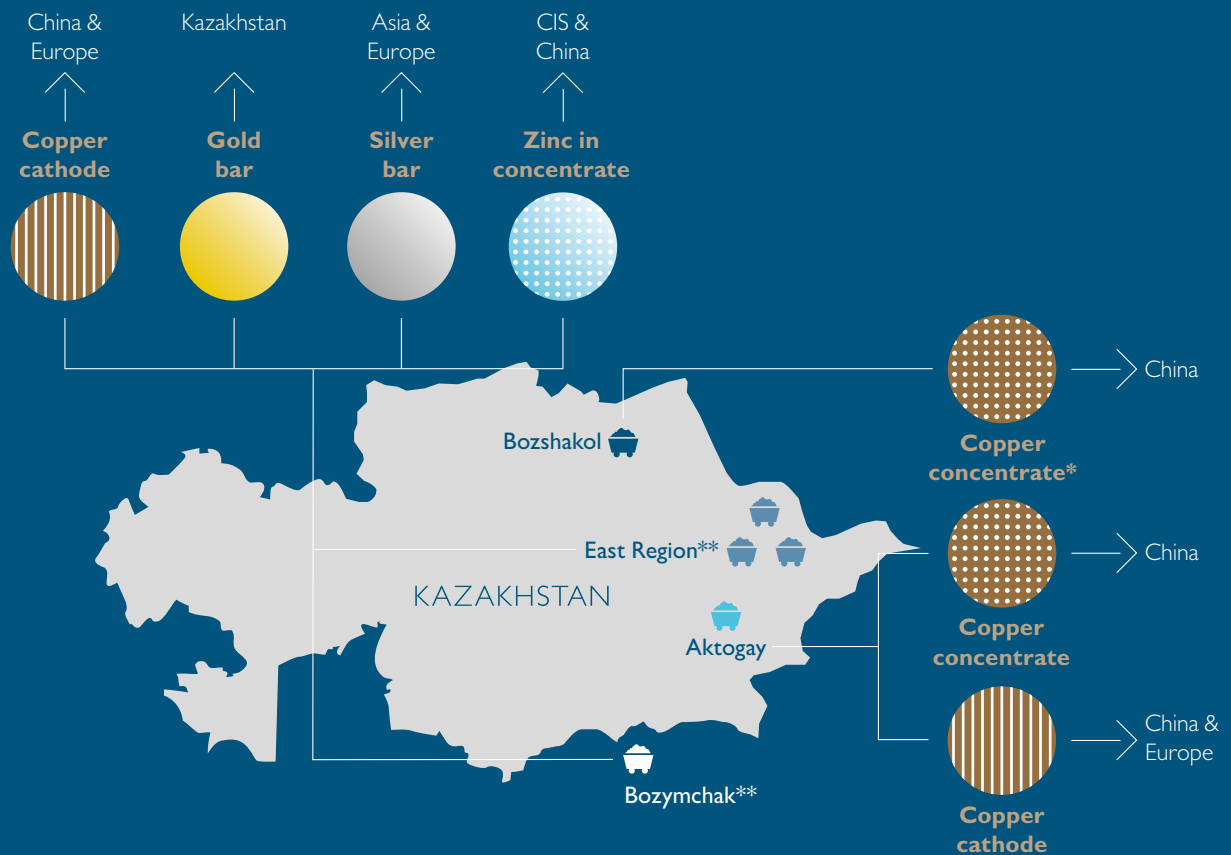 China &
Europe
Kazakhstan
Asia &
Europe
CIS &
China
Copper
cathode
Gold
bar
Silver
bar
Zinc in
concentrate
China
Bozshakol
Copper
concentrate*
East Region**
China
KAZAKHSTAN
Copper
concentrate
Aktogay
China &
Europe
Bozymchak**
Copper
cathode